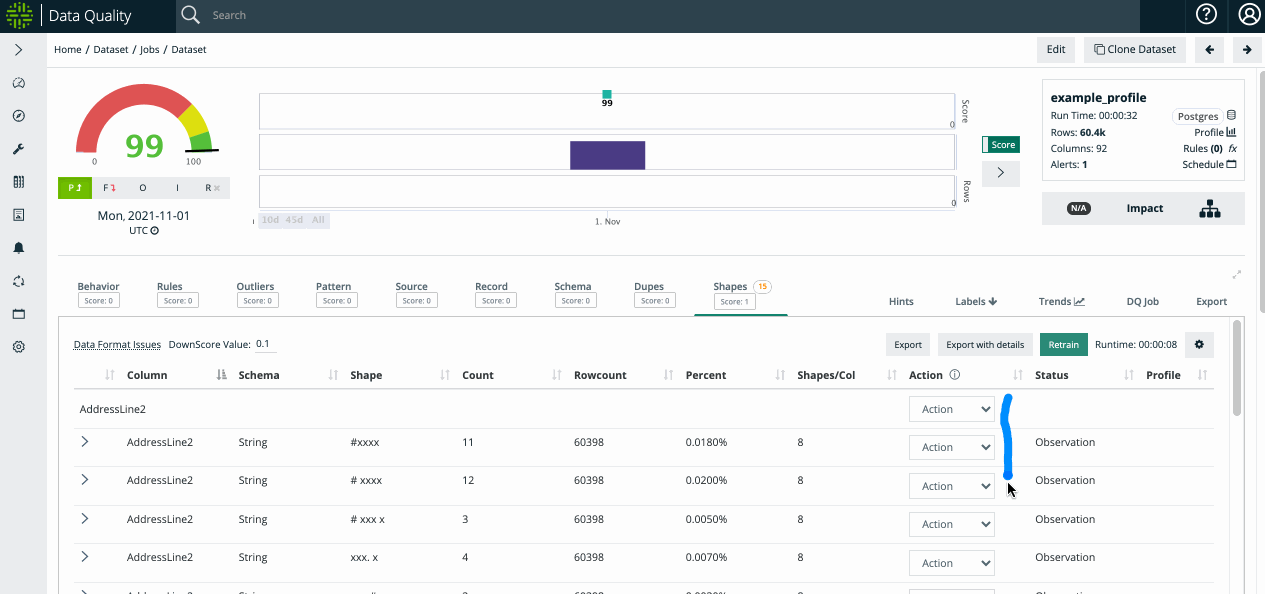 Data Quality Search
Home / Dataset / Jobs / Dataset Edit Clone Dataset
99
0 100
P F O I R
Mon, 2021-11-01
UTC
99
Score
0
Rows
0
10d 45d All
1. Nov
Score
example_profile
Run Time: 00:00:32 Postgres
Rows: 60.4k Profile
Columns: 92 Rules (0) fx
Alerts: 1 Schedule
N/A Impact
Behavior Rules Outliers Pattern Source Record Schema Dupes Shapes 15
Score: 0 Score: 0 Score: 0 Score: 0 Score: 0 Score: 0 Score: 0 Score: 0 Score: 1
Hints Labels Trends DQ Job Export
Data Format Issues DownScore Value: 0.1 Export Export with details Retrain Runtime: 00:00:08
Column Schema Shape Count Rowcount Percent Shapes/Col Action Status Profile
AddressLine2 Action
AddressLine2 String #xxxx 11 60398 0.0180% 8 Action Observation
AddressLine2 String # xxxx 12 60398 0.0200% 8 Action Observation
AddressLine2 String # xxx x 3 60398 0.0050% 8 Action Observation
AddressLine2 String xxx. x 4 60398 0.0070% 8 Action Observation